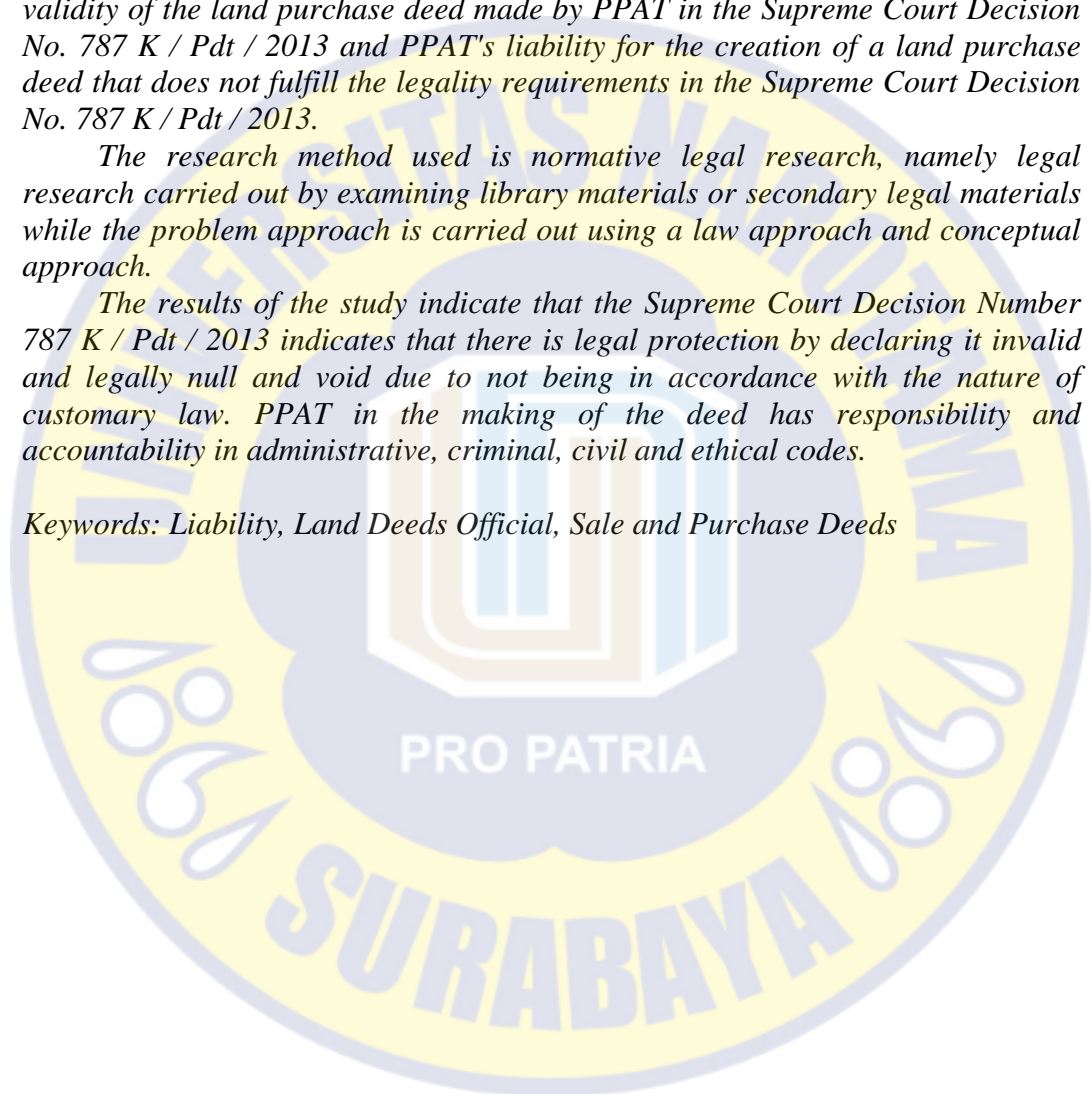 validity of the land purchase deed made by PPAT in the Supreme Court Decision
No. 787 K / Pdt / 2013 and PPAT's liability for the creation of a land purchase
deed that does not fulfill the legality requirements in the Supreme Court Decision
No. 787 K / Pdt / 2013.
The research method used is normative legal research, namely legal
research carried out by examining library materials or secondary legal materials
while the problem approach is carried out using a law approach and conceptual
approach.
The results of the study indicate that the Supreme Court Decision Number
787 K / Pdt / 2013 indicates that there is legal protection by declaring it invalid
and legally null and void due to not being in accordance with the nature of
customary law. PPAT in the making of the deed has responsibility and
accountability in administrative, criminal, civil and ethical codes.
Keywords: Liability, Land Deeds Official, Sale and Purchase Deeds
UNIVERSITAS NAROTAMA
PRO PATRIA
SURABAYA